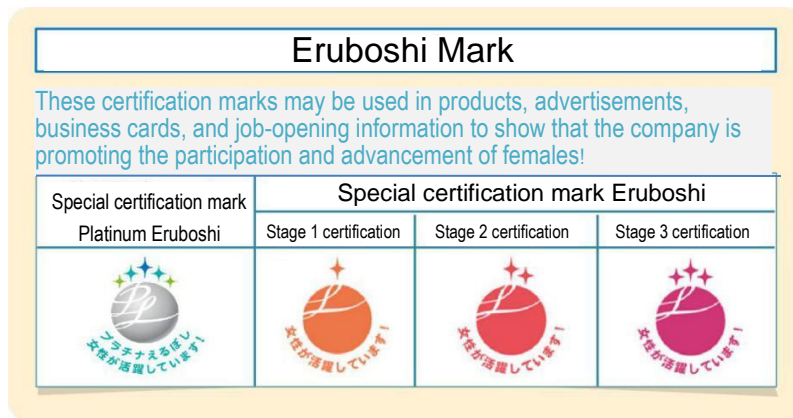 Eruboshi Mark
These certification marks may be used in products, advertisements,
business cards, and job-opening information to show that the company is
promoting the participation and advancement of females!
Special certification mark
Platinum Eruboshi
Special certification mark Eruboshi
Stage 1 certification
Stage 2 certification
Stage 3 certification
PL
プラチナえるぼし
女性が活躍しています!
L
女性が活躍しています!
L
女性が活躍しています!
L
女性が活躍しています!